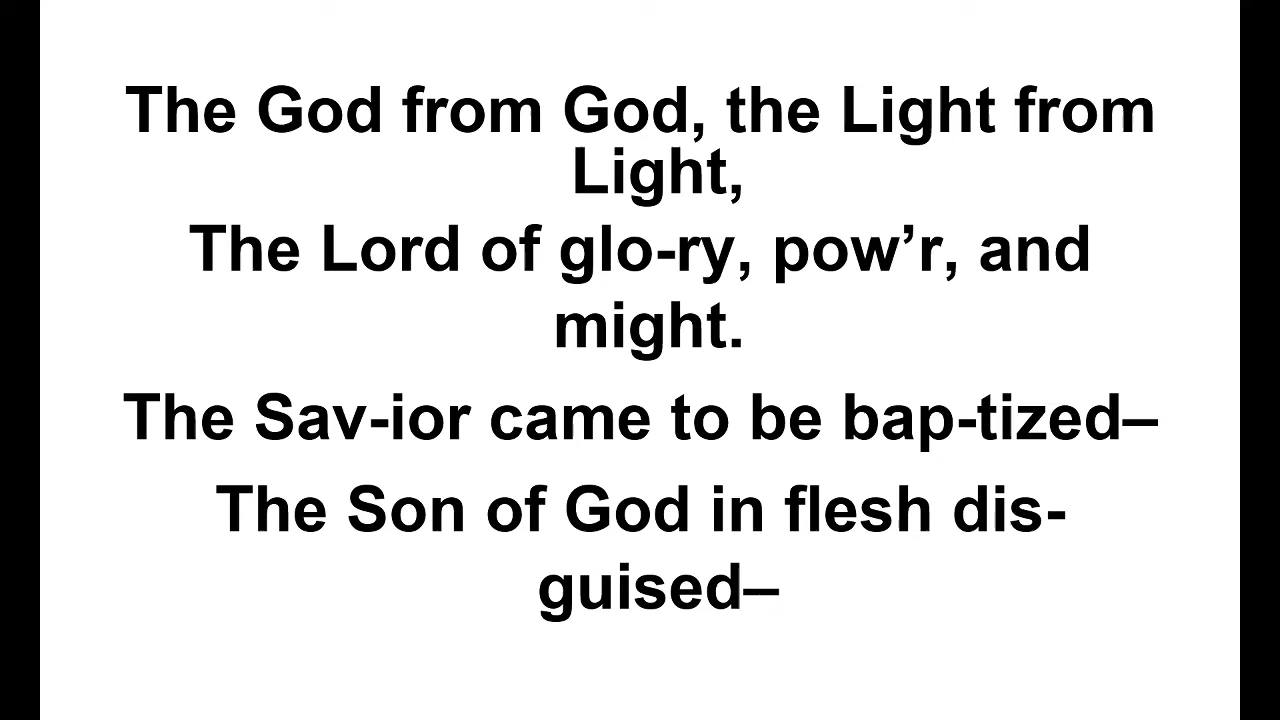 The God from God, the Light from
Light,
The Lord of glo-ry, pow’r, and
might.
The Sav-ior came to be bap-tized–
The Son of God in flesh dis-
guised–